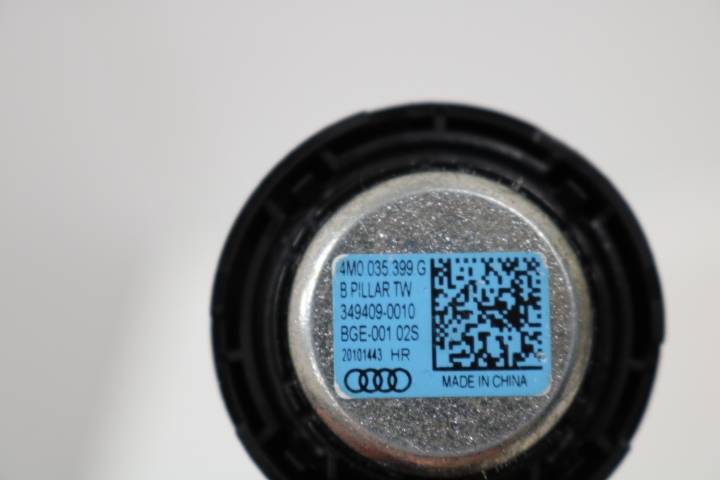 4M0 035 399 G
B PILLAR TW
349409-0010
BGE-001 02S
20101443 HR
MADE IN CHINA